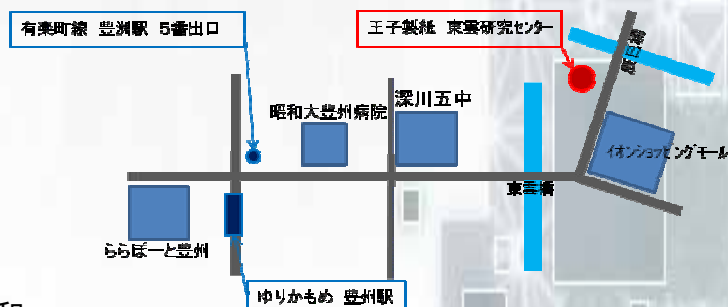 有楽町線 豊洲駅 5番出口
王子製紙 東雲研究センター
昭和大豊州病院
深川五中
イオンショッピングモール
東雲橋
ららぽーと豊州
ゆりかもめ 豊州駅